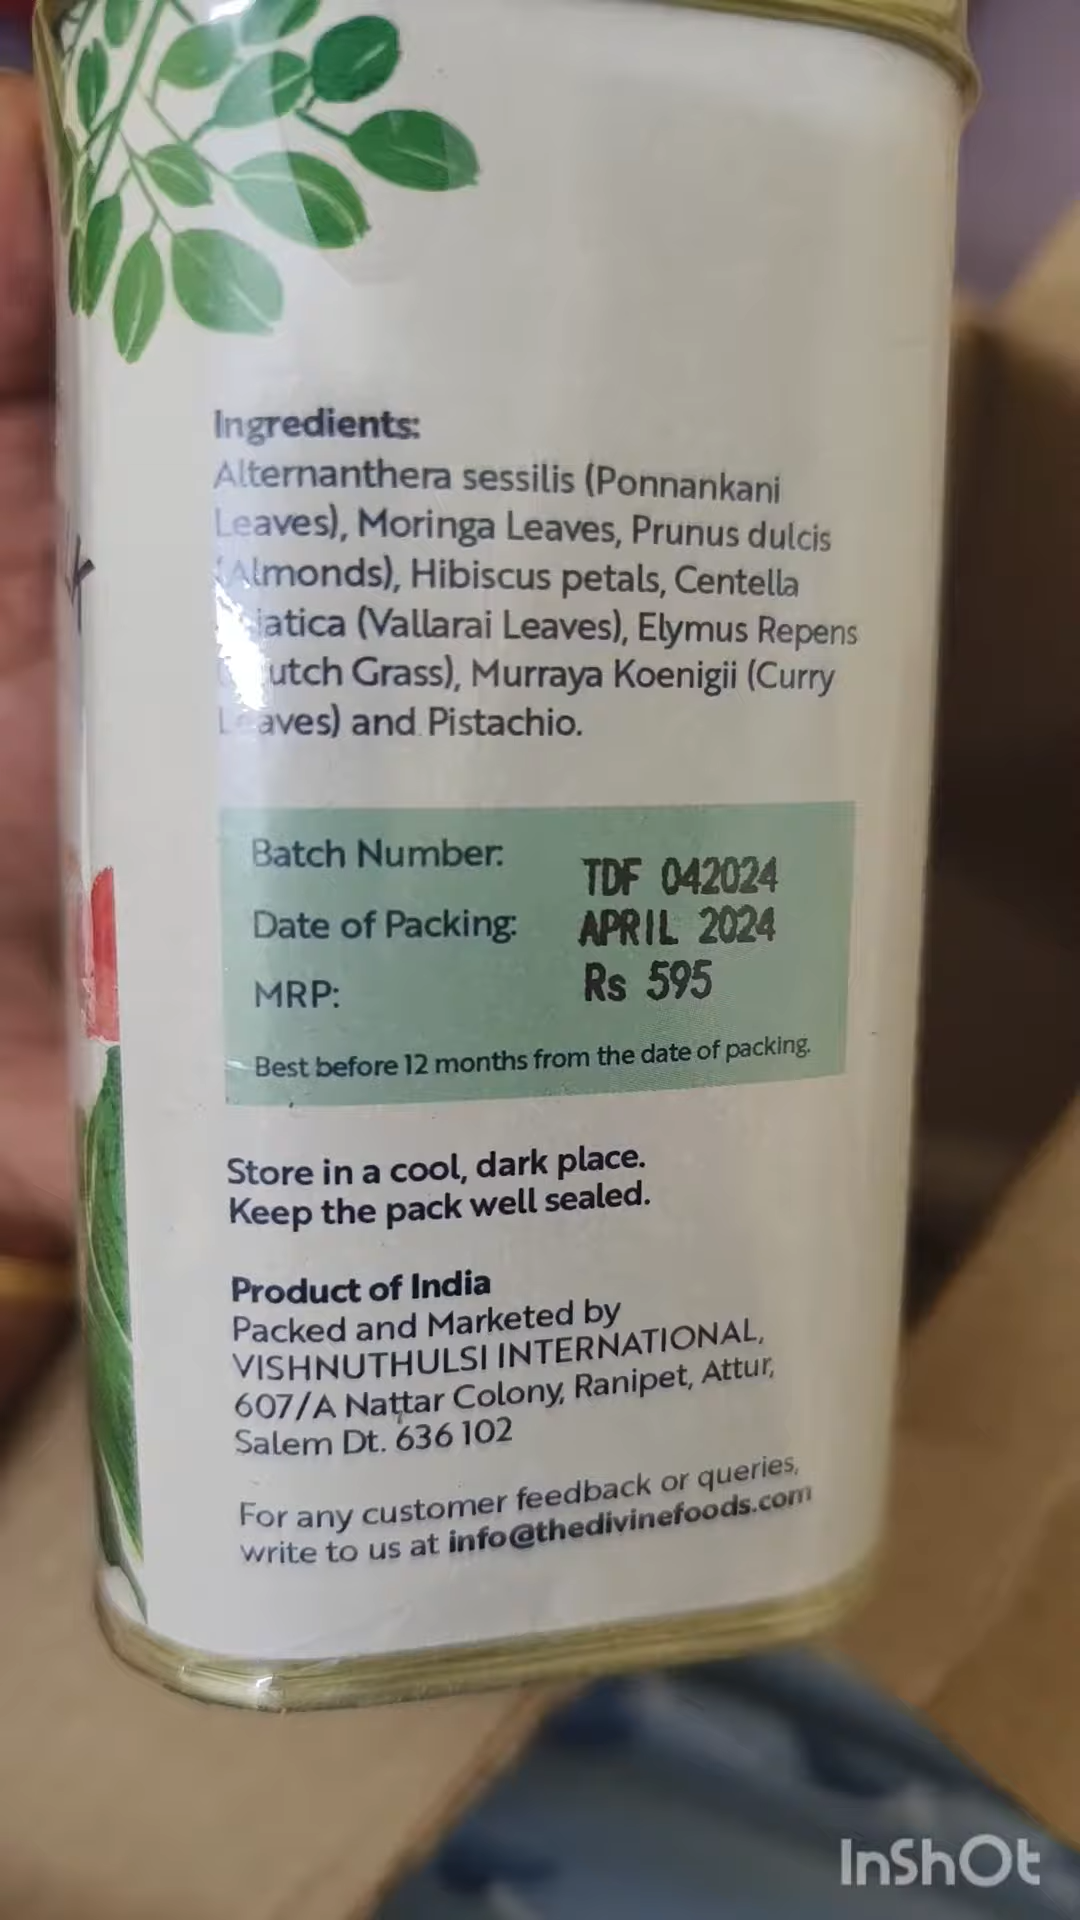 Ingredients:
Alternanthera sessilis (Ponnankani
Leaves), Moringa Leaves, Prunus dulcis
(Almonds), Hibiscus petals, Centella
iatica (Vallarai Leaves), Elymus Repens
utch Grass), Murraya Koenigii (Curry
Leaves) and Pistachio.
Batch Number: TDF 042024
Date of Packing: APRIL 2024
MRP: Rs 595
Best before 12 months from the date of packing.
Store in a cool, dark place.
Keep the pack well sealed.
Product of India
Packed and Marketed by
VISHNUTHULSI INTERNATIONAL,
607/A Nattar Colony, Ranipet, Attur,
Salem Dt. 636 102
For any customer feedback or queries,
write to us at info@thedivinefoods.com
InShOt